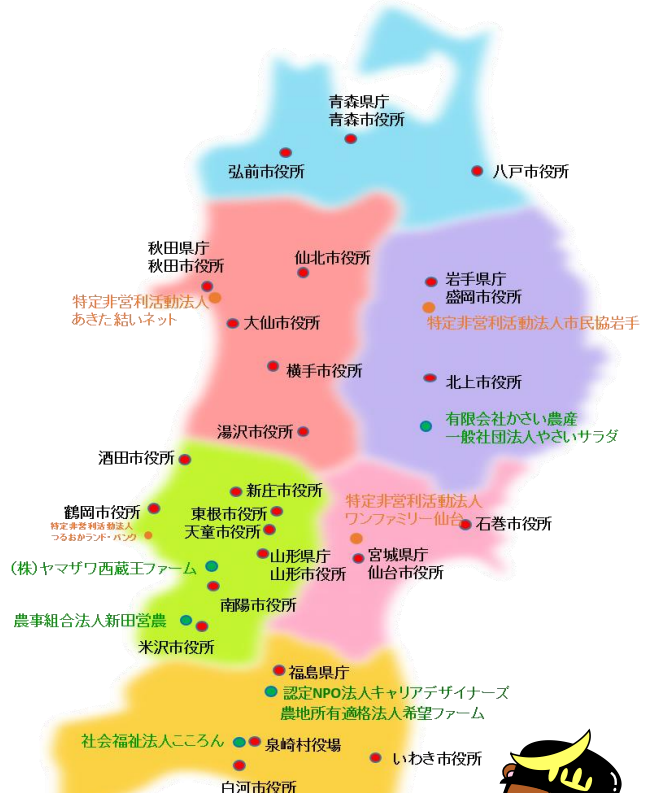 青森県庁
青森市役所
弘前市役所
八戸市役所
秋田県庁
秋田市役所
仙北市役所
岩手県庁
盛岡市役所
特定非営利活動法人
あきた結いネット
特定非営利活動法人市民協岩手
大仙市役所
横手市役所
北上市役所
有限会社かさい農産
一般社団法人やさいサラダ
湯沢市役所
酒田市役所
新庄市役所
鶴岡市役所
特定非営利活動法人
つるおかランド・バンク
東根市役所
天童市役所
特定非営利活動法人
ワンファミリー仙台
石巻市役所
山形県庁
山形市役所
宮城県庁
仙台市役所
(株)ヤマザワ西蔵王ファーム
南陽市役所
農事組合法人新田営農
米沢市役所
福島県庁
認定NPO法人キャリアデザイナーズ
農地所有適格法人希望ファーム
社会福祉法人こころん
泉崎村役場
いわき市役所
白河市役所